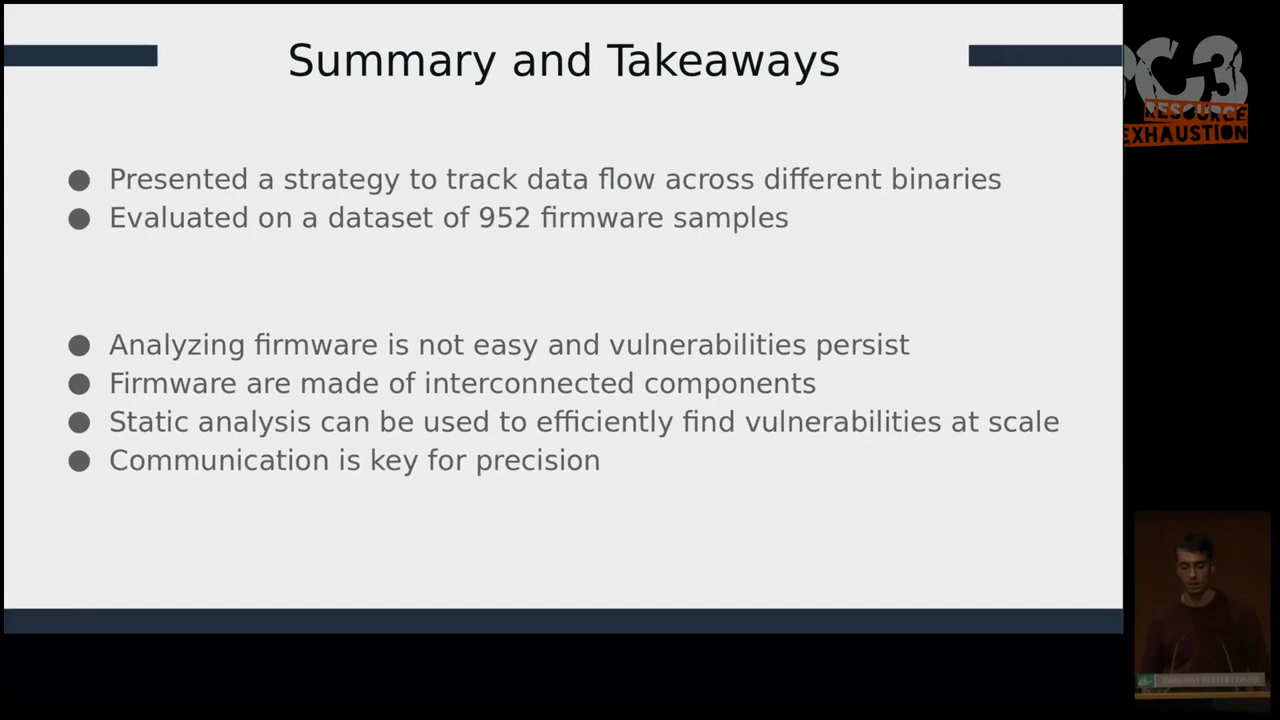 Summary and Takeaways
C3
RESOURCE
EXHAUSTION
● Presented a strategy to track data flow across different binaries
● Evaluated on a dataset of 952 firmware samples
● Analyzing firmware is not easy and vulnerabilities persist
● Firmware are made of interconnected components
● Static analysis can be used to efficiently find vulnerabilities at scale
● Communication is key for precision